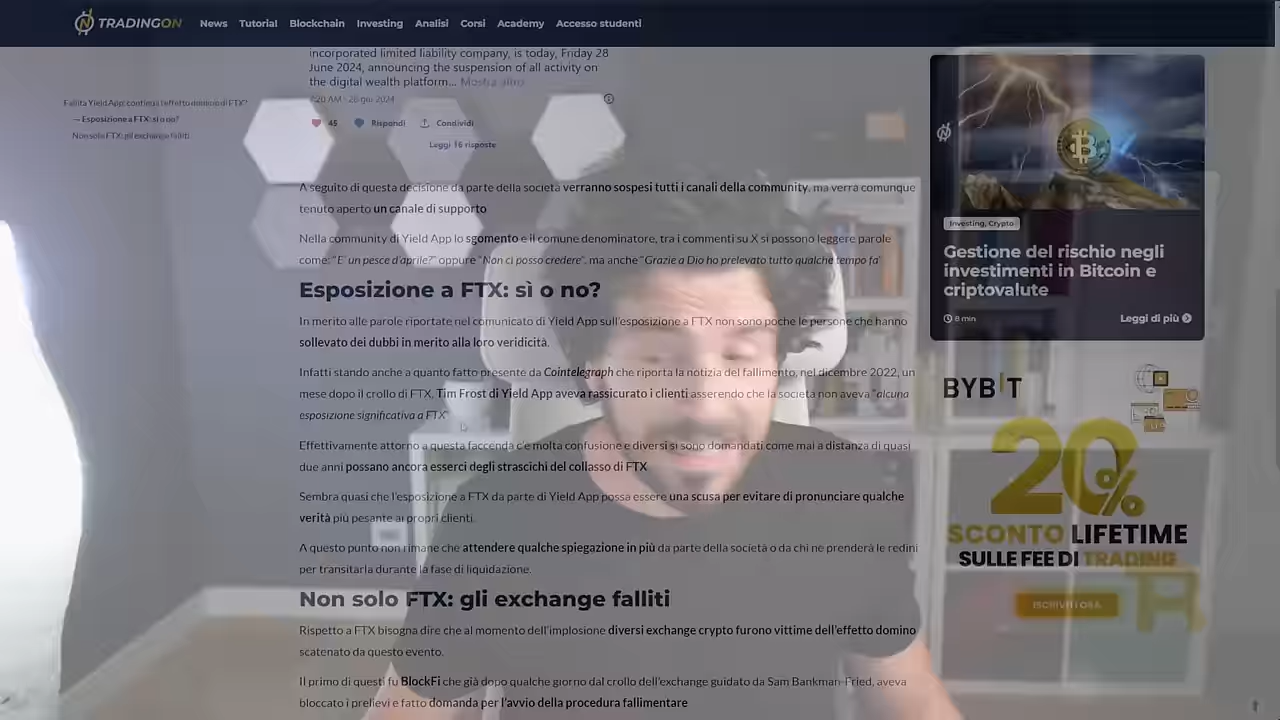 TRADINGON
News Tutorial Blockchain Investing Analisi Corsi Academy Accesso studenti
incorporated limited liability company, is today, Friday 28
June 2024, announcing the suspension of all activity on
the digital wealth platform... Mostra altro
7:20 AM · 28 giu 2024
45 Rispondi Condividi
Leggi 16 risposte
Fallita Yield App: continua l'effetto domino di FTX?
— Esposizione a FTX: sì o no?
Non solo FTX: gli exchange falliti
A seguito di questa decisione da parte della società verranno sospesi tutti i canali della community, ma verrà comunque
tenuto aperto un canale di supporto
Nella community di Yield App lo sgomento e il comune denominatore, tra i commenti su X si possono leggere parole
come: "E' un pesce d'aprile?" oppure "Non ci posso credere", ma anche "Grazie a Dio ho prelevato tutto qualche tempo fa"
Esposizione a FTX: sì o no?
In merito alle parole riportate nel comunicato di Yield App sull'esposizione a FTX non sono poche le persone che hanno
sollevato dei dubbi in merito alla loro veridicità.
Infatti stando anche a quanto fatto presente da Cointelegraph che riporta la notizia del fallimento, nel dicembre 2022, un
mese dopo il crollo di FTX, Tim Frost di Yield App aveva rassicurato i clienti asserendo che la società non aveva "alcuna
esposizione significativa a FTX"
Effettivamente attorno a questa faccenda c'è molta confusione e diversi si sono domandati come mai a distanza di quasi
due anni possano ancora esserci degli strascichi del collasso di FTX
Sembra quasi che l'esposizione a FTX da parte di Yield App possa essere una scusa per evitare di pronunciare qualche
verità più pesante ai propri clienti.
A questo punto non rimane che attendere qualche spiegazione in più da parte della società o da chi ne prenderà le redini
per transitarla durante la fase di liquidazione.
Non solo FTX: gli exchange falliti
Rispetto a FTX bisogna dire che al momento dell'implosione diversi exchange crypto furono vittime dell'effetto domino
scatenato da questo evento.
Il primo di questi fu BlockFi che già dopo qualche giorno dal crollo dell'exchange guidato da Sam Bankman-Fried, aveva
bloccato i prelievi e fatto domanda per l'avvio della procedura fallimentare
Investing, Crypto
Gestione del rischio negli
investimenti in Bitcoin e
criptovalute
8 min Leggi di più
BYBIT
20%
SCONTO LIFETIME
SULLE FEE DI TRADING
ISCRIVITI ORA